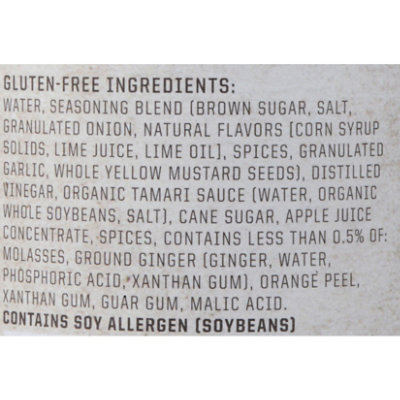 GLUTEN-FREE INGREDIENTS:
WATER, SEASONING BLEND (BROWN SUGAR, SALT,
GRANULATED ONION, NATURAL FLAVORS (CORN SYRUP
SOLIDS, LIME JUICE, LIME OIL), SPICES, GRANULATED
GARLIC, WHOLE YELLOW MUSTARD SEEDS), DISTILLED
VINEGAR, ORGANIC TAMARI SAUCE (WATER, ORGANIC
WHOLE SOYBEANS, SALT), CANE SUGAR, APPLE JUICE
CONCENTRATE, SPICES, CONTAINS LESS THAN 0.5% OF:
MOLASSES, GROUND GINGER (GINGER, WATER,
PHOSPHORIC ACID, XANTHAN GUM), ORANGE PEEL,
XANTHAN GUM, GUAR GUM, MALIC ACID.
CONTAINS SOY ALLERGEN (SOYBEANS)